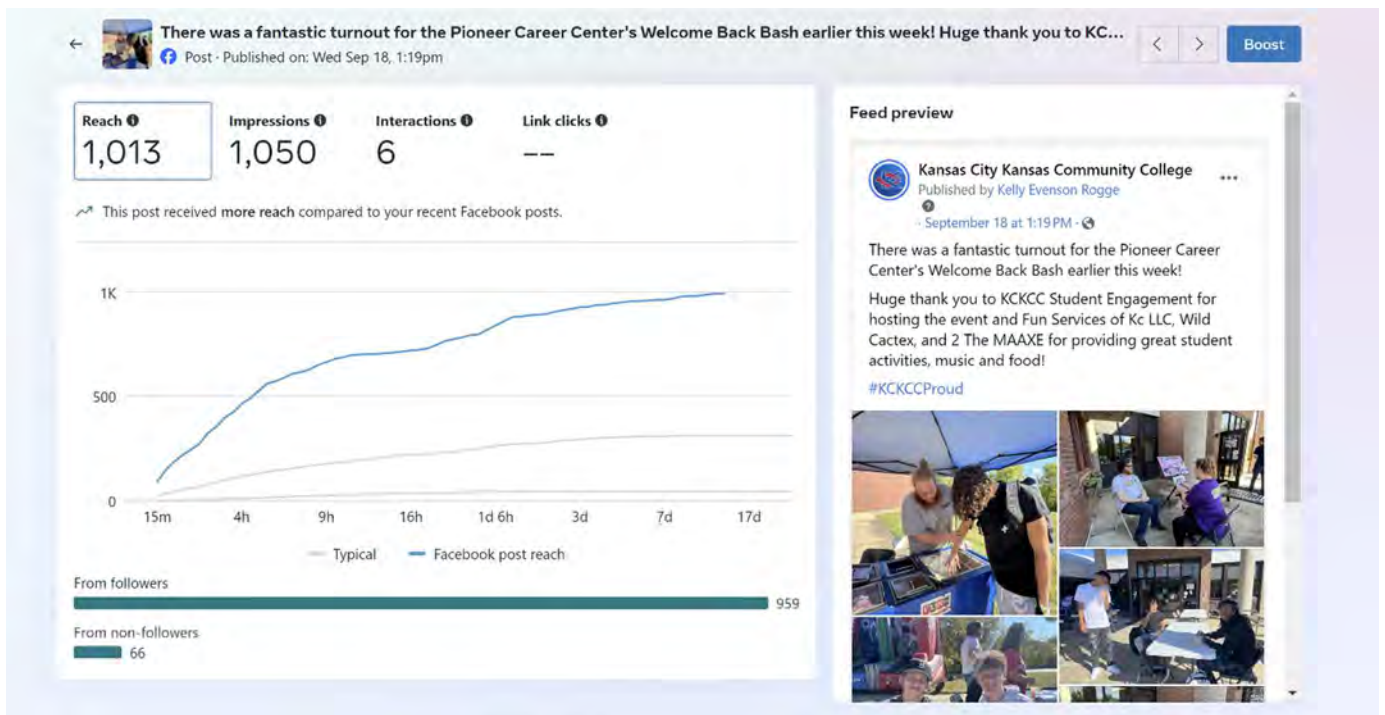 There was a fantastic turnout for the Pioneer Career Center's Welcome Back Bash earlier this week! Huge thank you to KC...
Post · Published on: Wed Sep 18, 1:19pm
Boost
Reach
Impressions
Interactions
Link clicks
1,013
1,050
6
--
This post received more reach compared to your recent Facebook posts.
1K
500
0
15m 4h 9h 16h 1d 6h 3d 7d 17d
Typical
Facebook post reach
From followers
959
From non-followers
66
Feed preview
Kansas City Kansas Community College
Published by Kelly Evenson Rogge
· September 18 at 1:19 PM ·
There was a fantastic turnout for the Pioneer Career
Center's Welcome Back Bash earlier this week!
Huge thank you to KCKCC Student Engagement for
hosting the event and Fun Services of Kc LLC, Wild
Cactex, and 2 The MAAXE for providing great student
activities, music and food!
#KCKCCProud